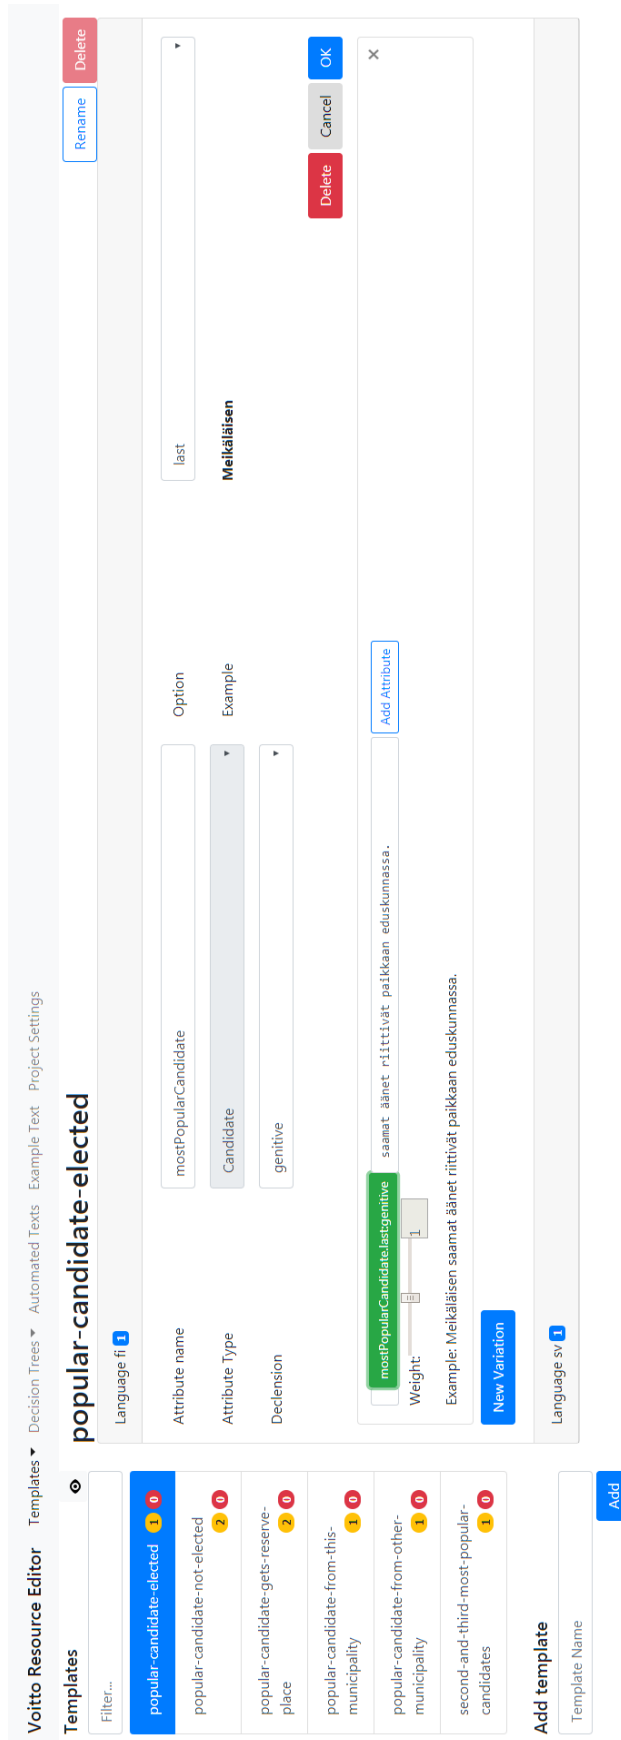 Voitto Resource Editor Templates Decision Trees Automated Texts Example Text Project Settings
Templates
Filter...
popular-candidate-elected 1 0
popular-candidate-not-elected 2 0
popular-candidate-gets-reserve-
place 2 0
popular-candidate-from-this-
municipality 1 0
popular-candidate-from-other-
municipality 1 0
second-and-third-most-popular-
candidates 1 0
Add template
Template Name
Add
popular-candidate-elected
Rename Delete
Language fi 1
Attribute name mostPopularCandidate Option last
Attribute Type Candidate Example Meikäläisen
Declension genitive
Delete Cancel OK
mostPopularCandidate.last:genitive saamat äänet riittivät paikkaan eduskunnassa. Add Attribute ×
Weight: 1
Example: Meikäläisen saamat äänet riittivät paikkaan eduskunnassa.
New Variation
Language sv 1